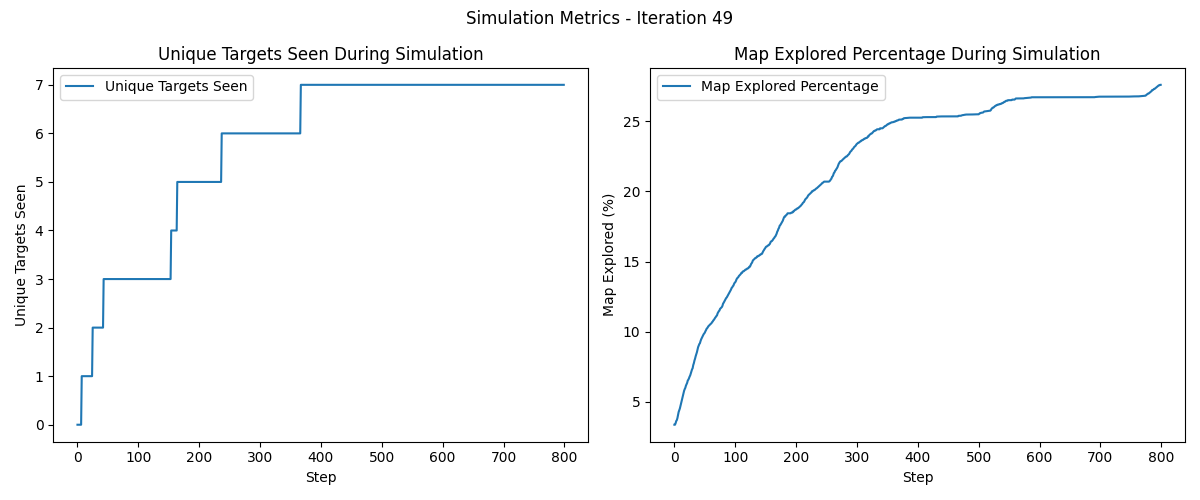 Simulation Metrics - Iteration 49
Unique Targets Seen During Simulation
Unique Targets Seen
7
6
5
4
3
2
1
0
Unique Targets Seen
0 100 200 300 400 500 600 700 800
Step
Map Explored Percentage During Simulation
Map Explored Percentage
25
20
15
10
5
Map Explored (%)
0 100 200 300 400 500 600 700 800
Step